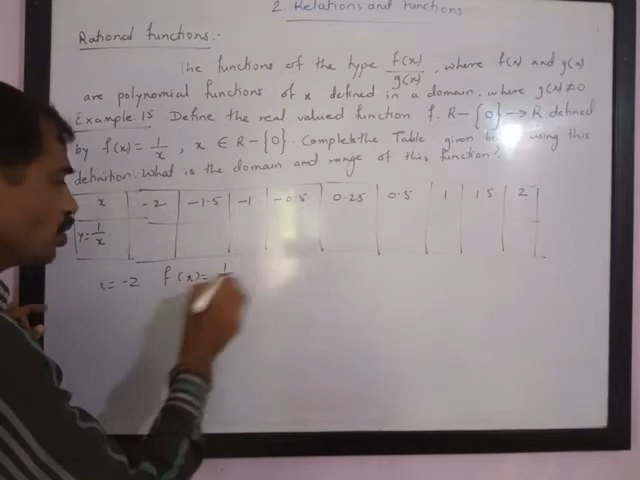 2 Relations and Functions
Rational functions:-
The functions of the type f(x)/g(x), where f(x) and g(x)
are polynomial functions of x defined in a domain, where g(x) ≠ 0
Example 15 Define the real valued function f. R - {0} → R defined
by f(x) = 1/x, x ∈ R - {0}. Complete the Table given using this
definition. What is the domain and range of this function?
x -2 -1.5 -1 -0.5 0.25 0.5 1 1.5 2
y = 1/x
x = -2 f(x) = 1